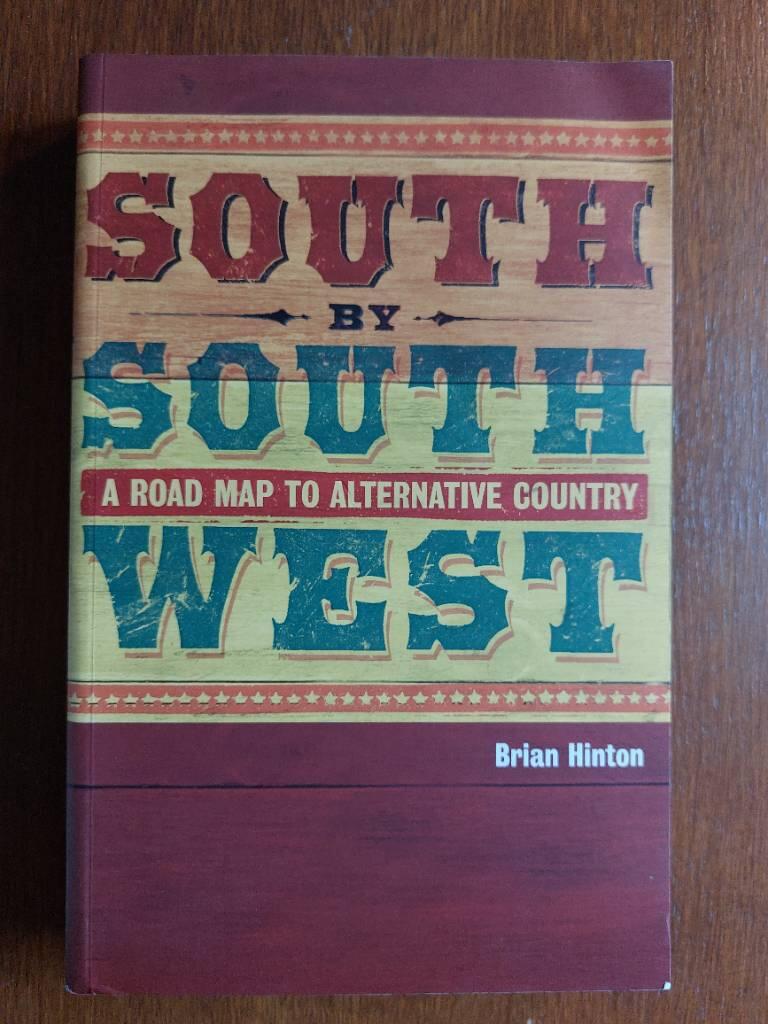 SOUTH
BY
SOUTH
A ROAD MAP TO ALTERNATIVE COUNTRY
WEST
Brian Hinton